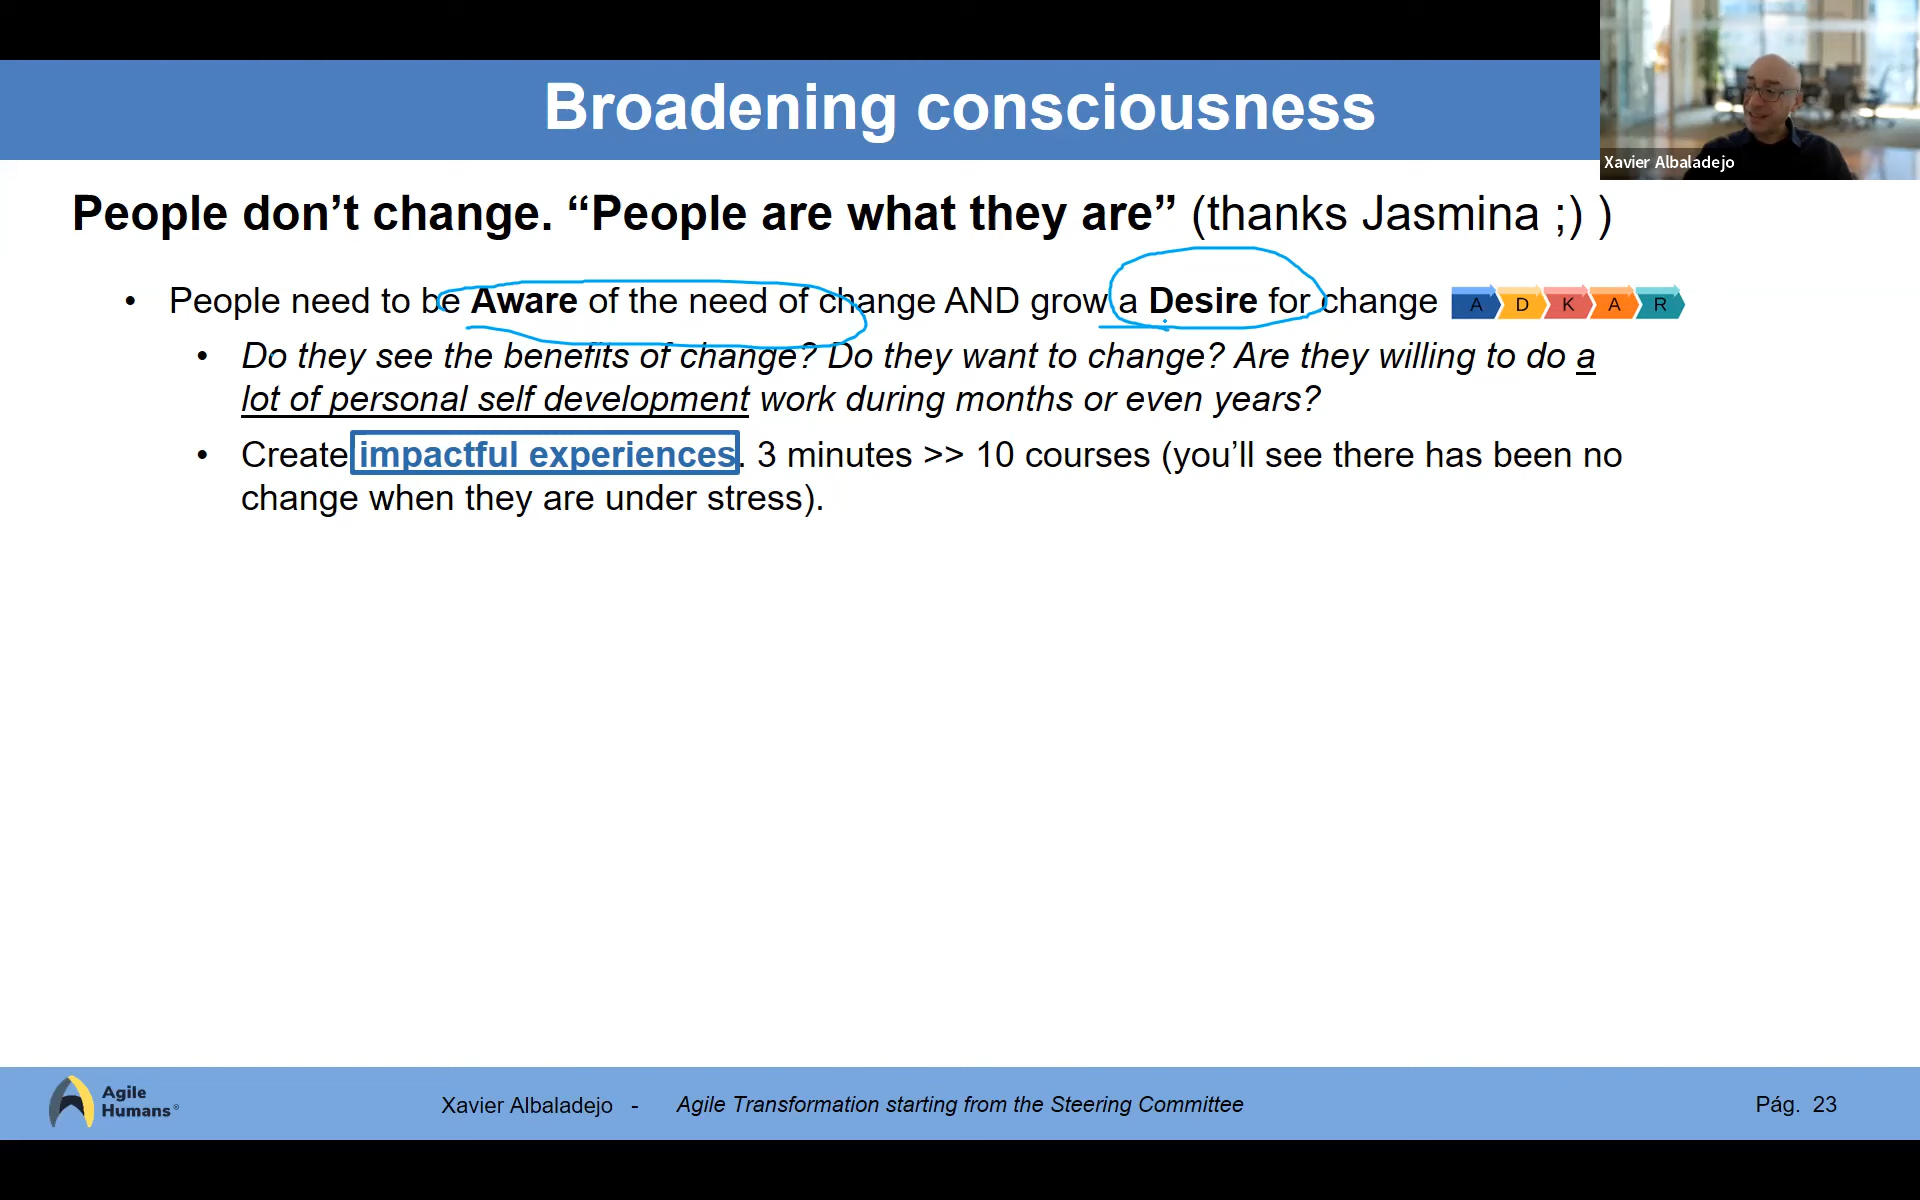 Broadening consciousness
Xavier Albaladejo
People don’t change. “People are what they are” (thanks Jasmina ;) )
• People need to be Aware of the need of change AND grow a Desire for change A D K A R
• Do they see the benefits of change? Do they want to change? Are they willing to do a
lot of personal self development work during months or even years?
• Create impactful experiences. 3 minutes >> 10 courses (you’ll see there has been no
change when they are under stress).
Agile
Humans®
Xavier Albaladejo - Agile Transformation starting from the Steering Committee
Pág. 23